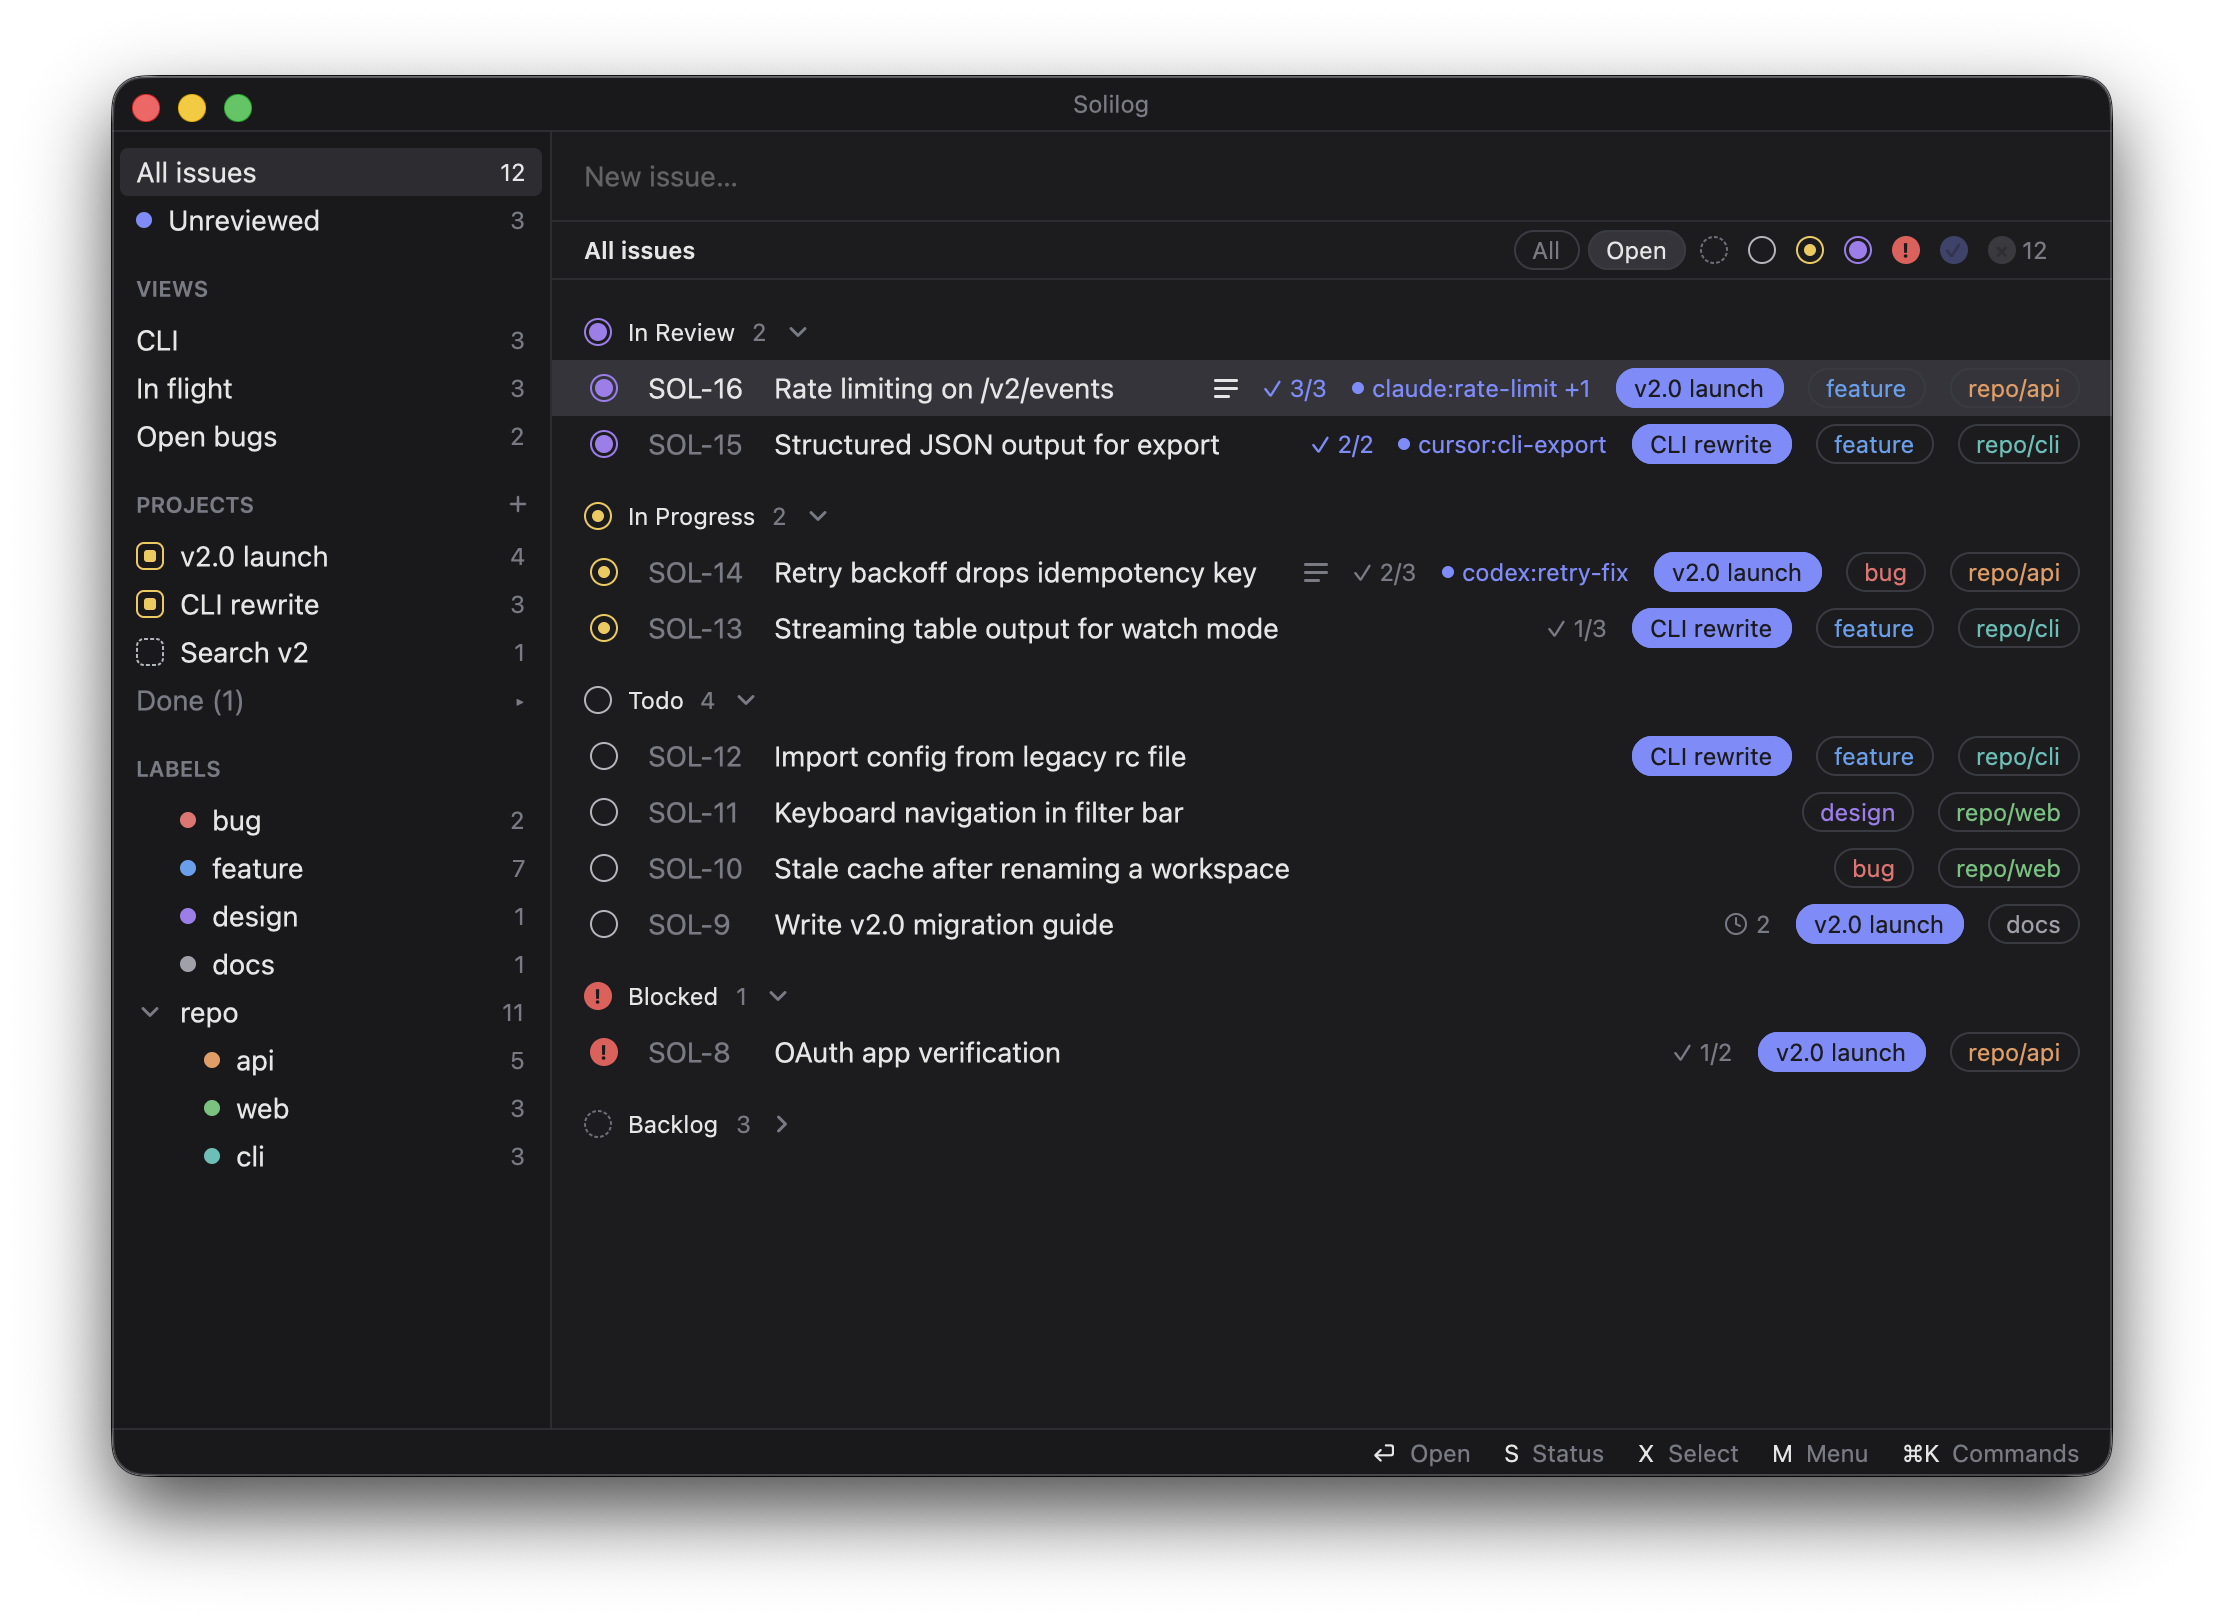 Solilog
All issues 12
Unreviewed 3
VIEWS
CLI 3
In flight 3
Open bugs 2
PROJECTS +
v2.0 launch 4
CLI rewrite 3
Search v2 1
Done (1)
LABELS
bug 2
feature 7
design 1
docs 1
repo 11
api 5
web 3
cli 3
New issue...
All issues All Open 12
In Review 2
SOL-16 Rate limiting on /v2/events 3/3 claude:rate-limit +1 v2.0 launch feature repo/api
SOL-15 Structured JSON output for export 2/2 cursor:cli-export CLI rewrite feature repo/cli
In Progress 2
SOL-14 Retry backoff drops idempotency key 2/3 codex:retry-fix v2.0 launch bug repo/api
SOL-13 Streaming table output for watch mode 1/3 CLI rewrite feature repo/cli
Todo 4
SOL-12 Import config from legacy rc file CLI rewrite feature repo/cli
SOL-11 Keyboard navigation in filter bar design repo/web
SOL-10 Stale cache after renaming a workspace bug repo/web
SOL-9 Write v2.0 migration guide 2 v2.0 launch docs
Blocked 1
SOL-8 OAuth app verification 1/2 v2.0 launch repo/api
Backlog 3
Open S Status X Select M Menu ⌘K Commands